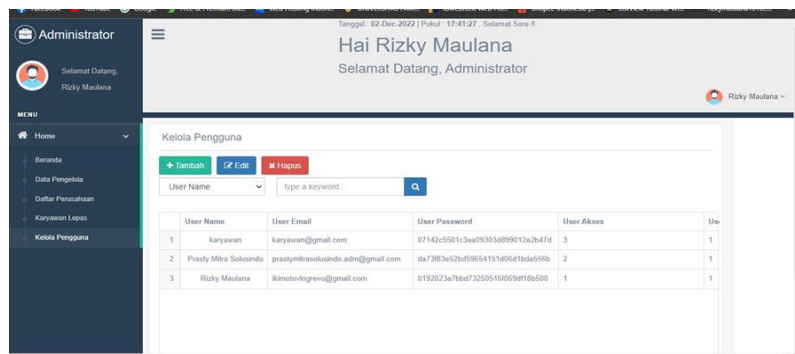 Tanggal : 02-Dec-2022 | Pukul : 17:41:27 , Selamat Sore !!
Administrator
Hai Rizky Maulana
Selamat Datang, Administrator
Selamat Datang,
Rizky Maulana
Rizky Maulana
MENU
Home
Beranda
Data Pengelola
Daftar Perusahaan
Karyawan Lepas
Kelola Pengguna
Kelola Pengguna
Tambah Edit Hapus
User Name type a keyword...
User Name User Email User Password User Akses
1 karyawan karyawan@gmail.com 07142c5501c3ea09303d899012e2b47d 3 1
2 Prasty Mitra Solusindo prastymitrasolusindo.adm@gmail.com da73f83e52bd59654151d06d1bda556b 2 1
3 Rizky Maulana ikimotovlogrevo@gmail.com 0192023a7bbd73250516f069df18b500 1 1